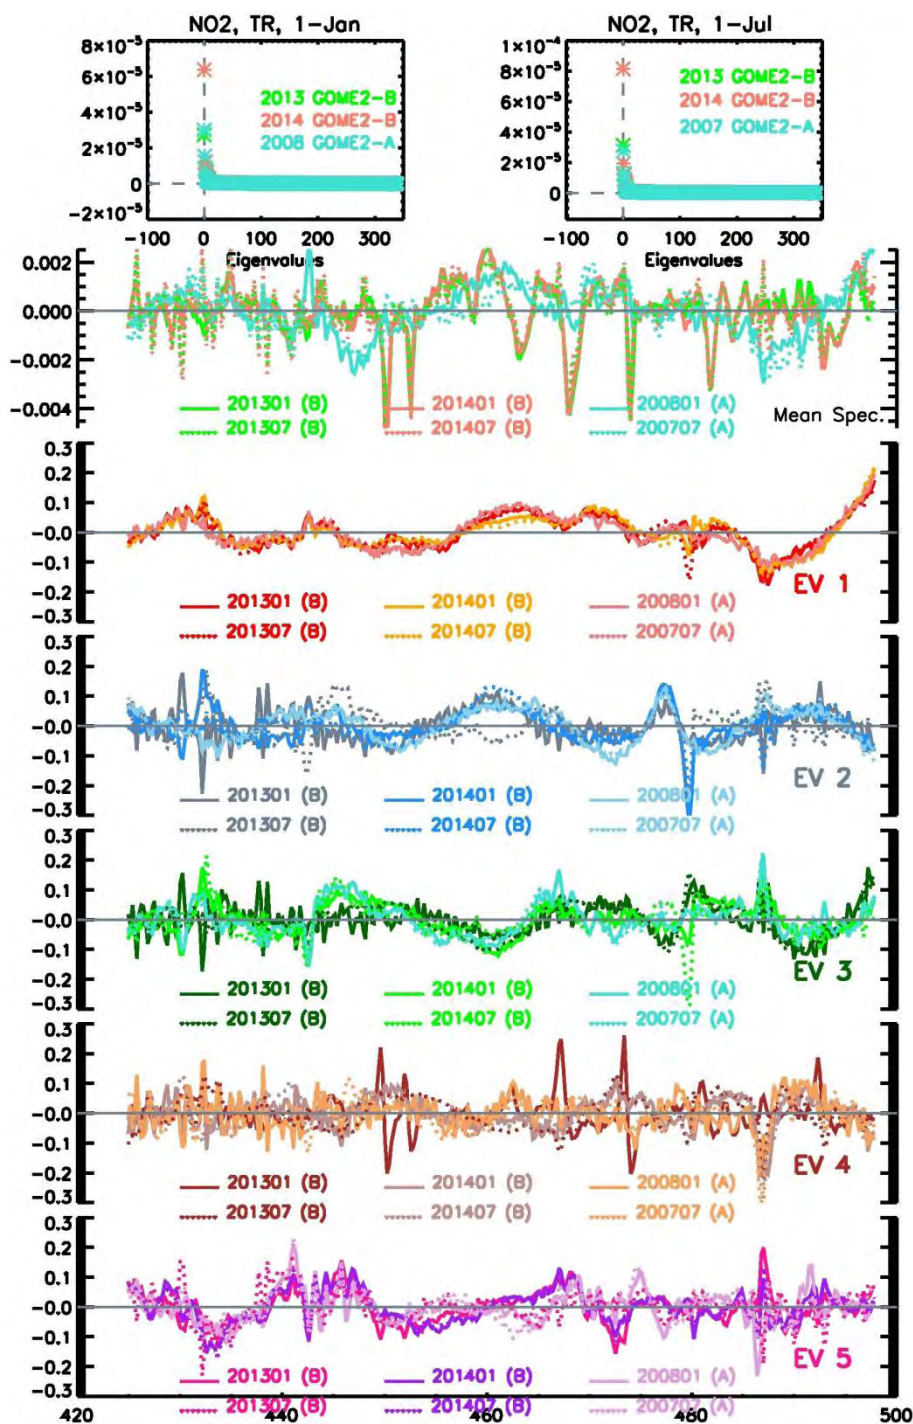 NO2, TR, 1-Jan
NO2, TR, 1-Jul
8×10⁻⁵
6×10⁻⁵
4×10⁻⁵
2×10⁻⁵
0
−2×10⁻⁵
2013 GOME2-B
2014 GOME2-B
2008 GOME2-A
-100 0 100 200 300
Eigenvalues
1×10⁻⁴
8×10⁻⁵
6×10⁻⁵
4×10⁻⁵
2×10⁻⁵
0
2013 GOME2-B
2014 GOME2-B
2007 GOME2-A
-100 0 100 200 300
Eigenvalues
0.002
0.000
-0.002
-0.004
201301 (B) 201401 (B) 200801 (A)
201307 (B) 201407 (B) 200707 (A)
Mean Spec.
0.3
0.2
0.1
-0.0
-0.1
-0.2
-0.3
EV 1
201301 (B) 201401 (B) 200801 (A)
201307 (B) 201407 (B) 200707 (A)
0.3
0.2
0.1
-0.0
-0.1
-0.2
-0.3
EV 2
201301 (B) 201401 (B) 200801 (A)
201307 (B) 201407 (B) 200707 (A)
0.3
0.2
0.1
-0.0
-0.1
-0.2
-0.3
EV 3
201301 (B) 201401 (B) 200801 (A)
201307 (B) 201407 (B) 200707 (A)
0.3
0.2
0.1
-0.0
-0.1
-0.2
-0.3
EV 4
201301 (B) 201401 (B) 200801 (A)
201307 (B) 201407 (B) 200707 (A)
0.3
0.2
0.1
-0.0
-0.1
-0.2
-0.3
EV 5
201301 (B) 201401 (B) 200801 (A)
201307 (B) 201407 (B) 200707 (A)
420 440 460 480 500